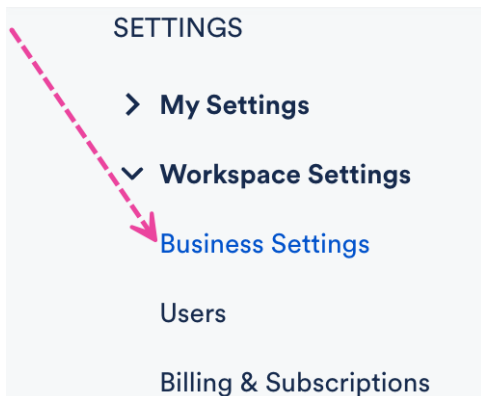 SETTINGS
My Settings
Workspace Settings
Business Settings
Users
Billing & Subscriptions